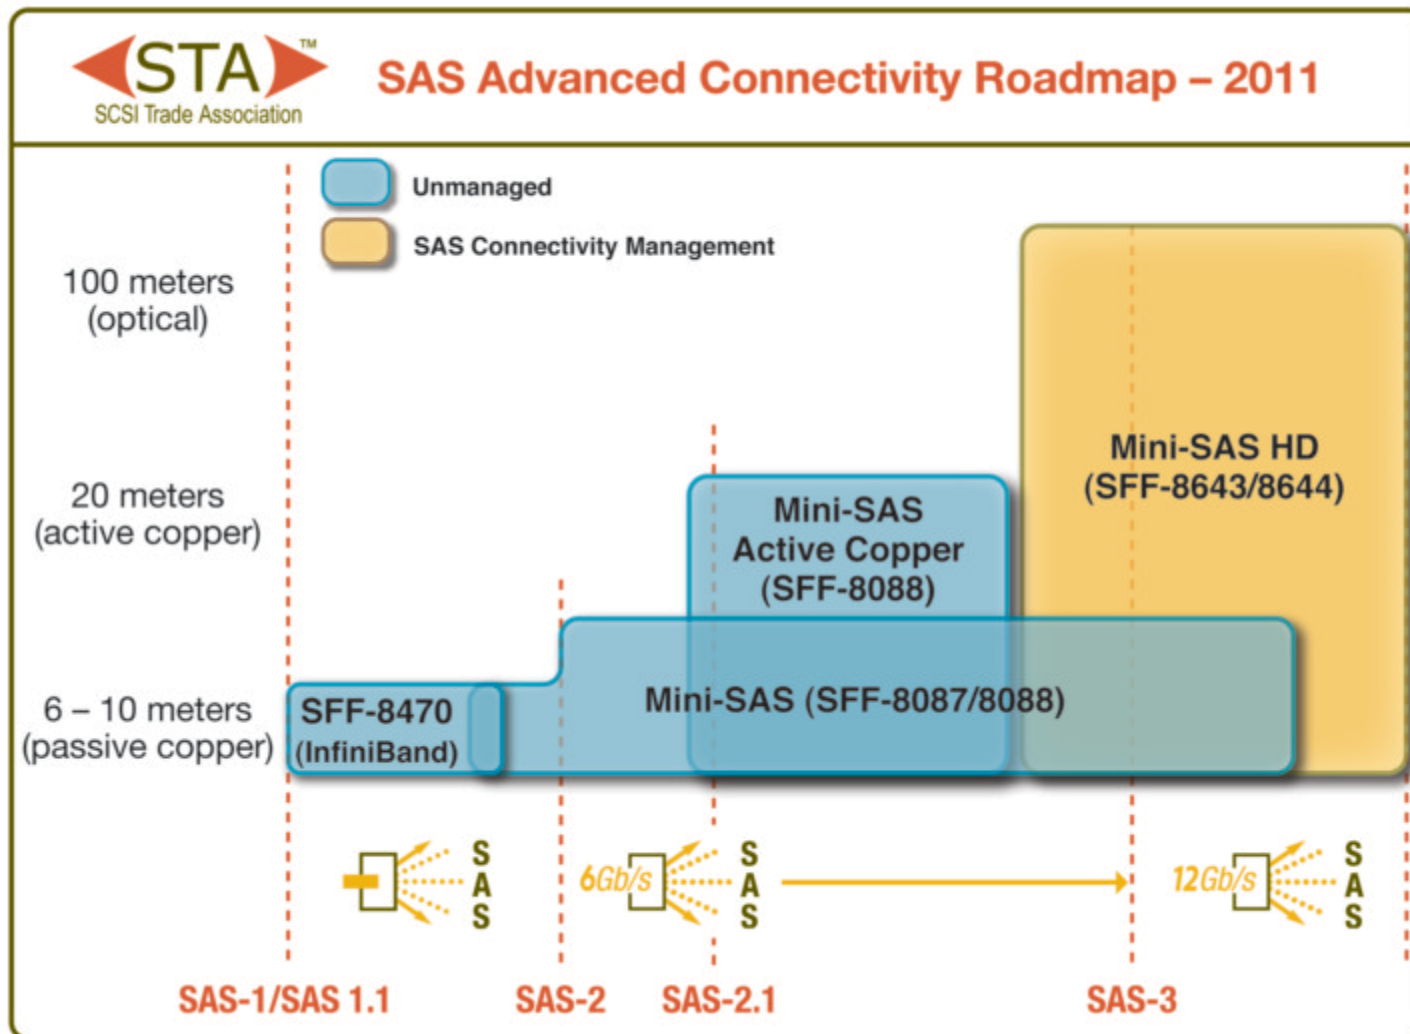 STA™
SCSI Trade Association
SAS Advanced Connectivity Roadmap – 2011
Unmanaged
SAS Connectivity Management
100 meters
(optical)
20 meters
(active copper)
6 – 10 meters
(passive copper)
Mini-SAS HD
(SFF-8643/8644)
Mini-SAS
Active Copper
(SFF-8088)
Mini-SAS (SFF-8087/8088)
SFF-8470
(InfiniBand)
SAS
6Gb/s SAS
12Gb/s SAS
SAS-1/SAS 1.1
SAS-2
SAS-2.1
SAS-3